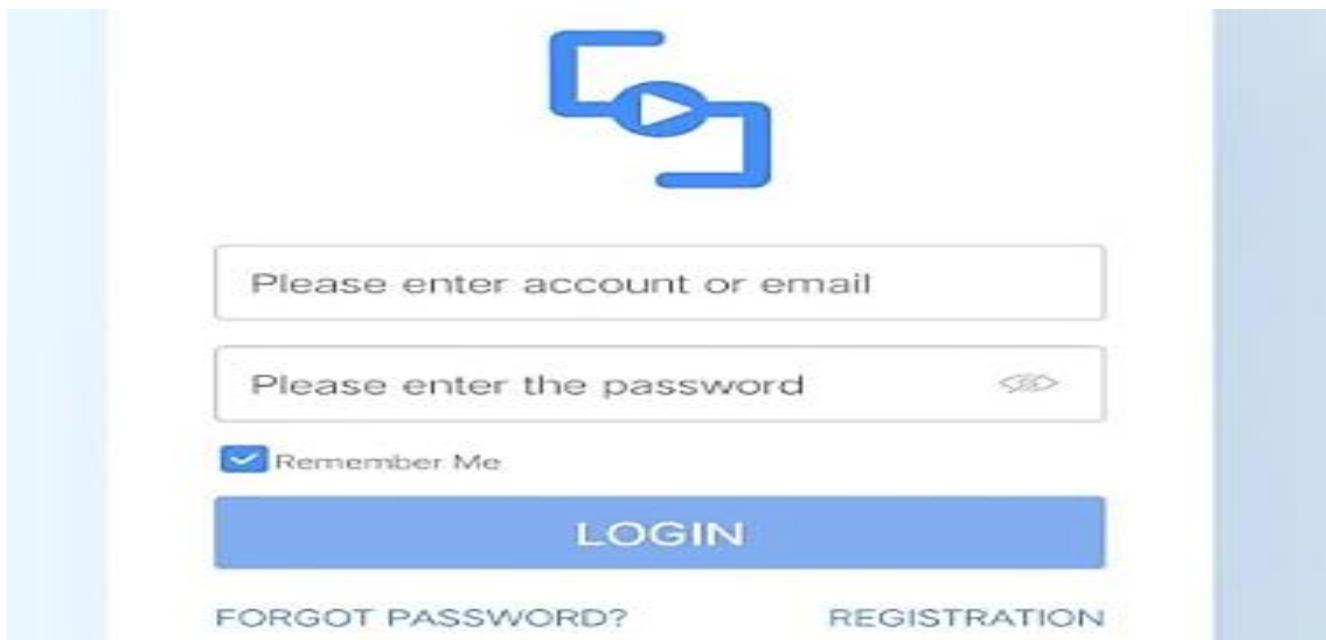 Please enter account or email
Please enter the password
Remember Me
LOGIN
FORGOT PASSWORD?
REGISTRATION